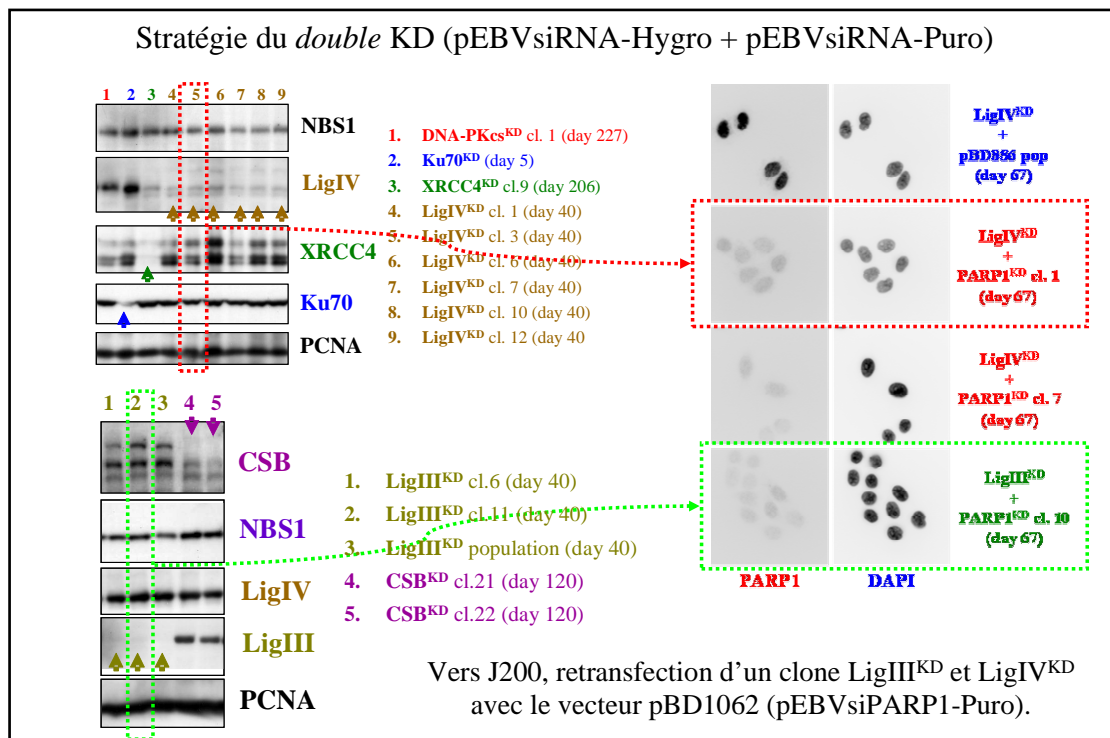 Stratégie du double KD (pEBVsiRNA-Hygro + pEBVsiRNA-Puro)
1 2 3 4 5 6 7 8 9
NBS1
LigIV
XRCC4
Ku70
PCNA
1. DNA-PKcsKD cl. 1 (day 227)
2. Ku70KD (day 5)
3. XRCC4KD cl.9 (day 206)
4. LigIVKD cl. 1 (day 40)
5. LigIVKD cl. 3 (day 40)
6. LigIVKD cl. 6 (day 40)
7. LigIVKD cl. 7 (day 40)
8. LigIVKD cl. 10 (day 40)
9. LigIVKD cl. 12 (day 40
LigIVKD
+
pBD886 pop
(day 67)
LigIVKD
+
PARP1KD cl. 1
(day 67)
LigIVKD
+
PARP1KD cl. 7
(day 67)
LigIIIKD
+
PARP1KD cl. 10
(day 67)
PARP1 DAPI
1 2 3 4 5
CSB
NBS1
LigIV
LigIII
PCNA
1. LigIIIKD cl.6 (day 40)
2. LigIIIKD cl.11 (day 40)
3. LigIIIKD population (day 40)
4. CSBKD cl.21 (day 120)
5. CSBKD cl.22 (day 120)
Vers J200, retransfection d'un clone LigIIIKD et LigIVKD
avec le vecteur pBD1062 (pEBVsiPARP1-Puro).